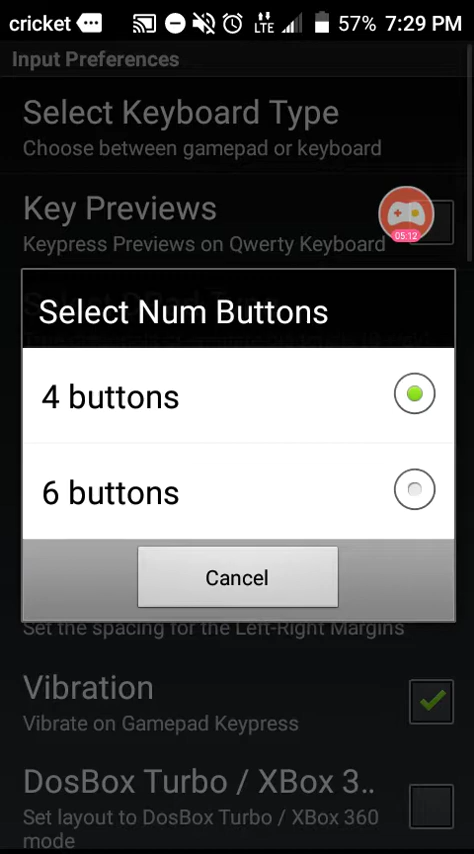 cricket LTE 57% 7:29 PM
Input Preferences
Select Keyboard Type
Choose between gamepad or keyboard
Key Previews
05:12
Keypress Previews on Qwerty Keyboard
Select Num Buttons
4 buttons
6 buttons
Cancel
Set the spacing for the Left-Right Margins
Vibration
Vibrate on Gamepad Keypress
DosBox Turbo / XBox 3..
Set layout to DosBox Turbo / XBox 360
mode